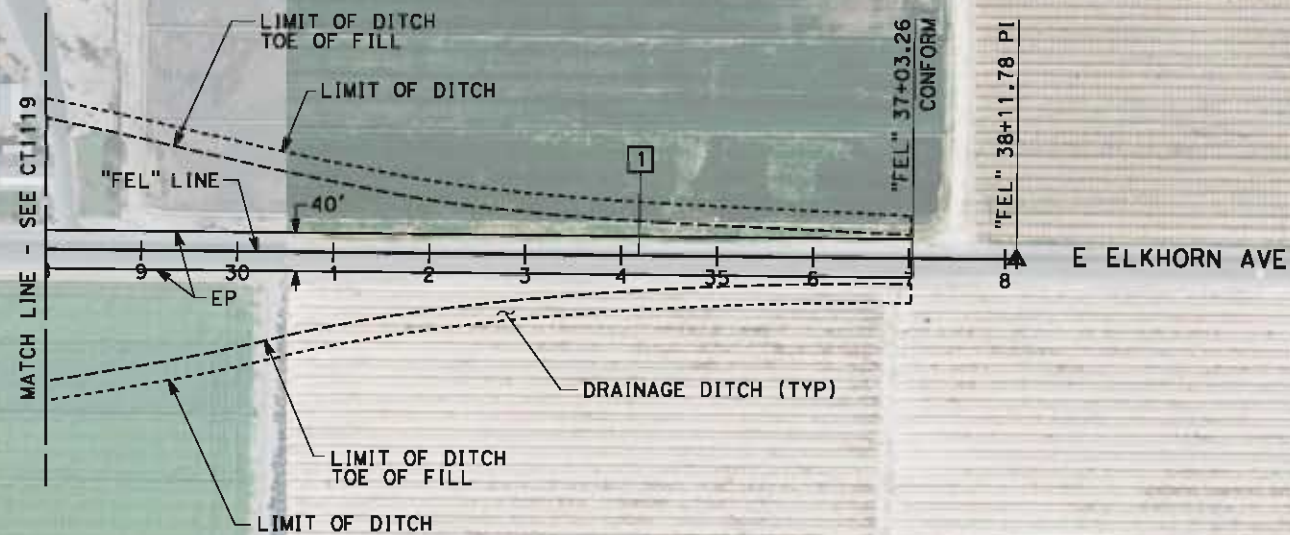 LIMIT OF DITCH
TOE OF FILL
LIMIT OF DITCH
MATCH LINE - SEE CT1119
"FEL" LINE
40'
1
"FEL" 37+03.26
CONFORM
"FEL" 38+11.78 PI
9 30 1 2 3 4 35 6 7 8
E ELKHORN AVE
EP
DRAINAGE DITCH (TYP)
LIMIT OF DITCH
TOE OF FILL
LIMIT OF DITCH